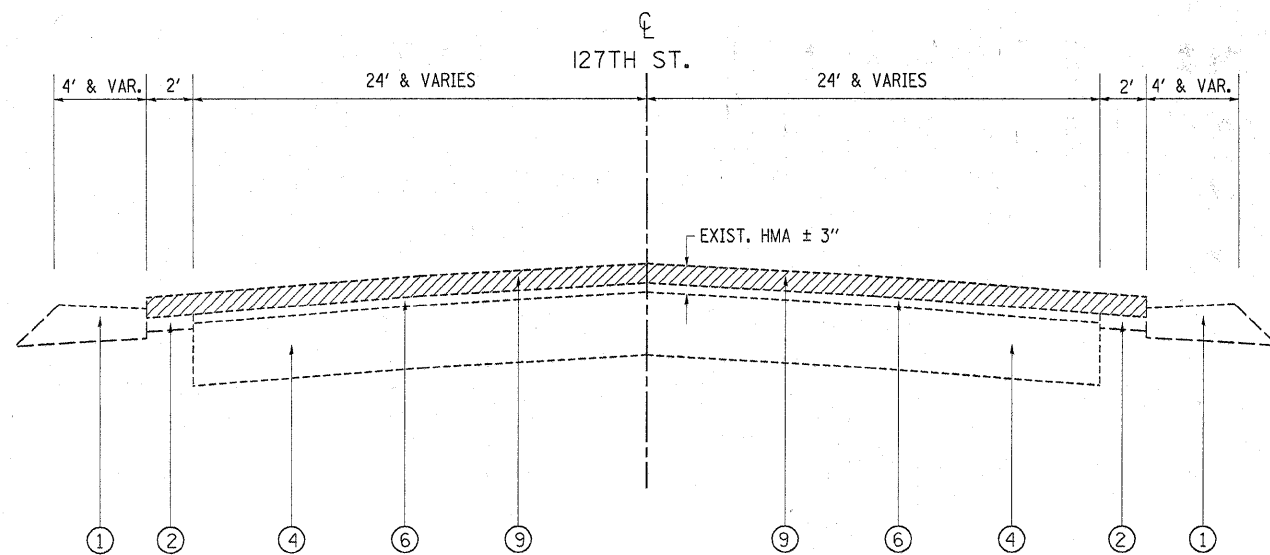 ℄
127TH ST.
4' & VAR. 2' 24' & VARIES 24' & VARIES 2' 4' & VAR.
EXIST. HMA ± 3"
1 2 4 6 9 9 6 4 2 1